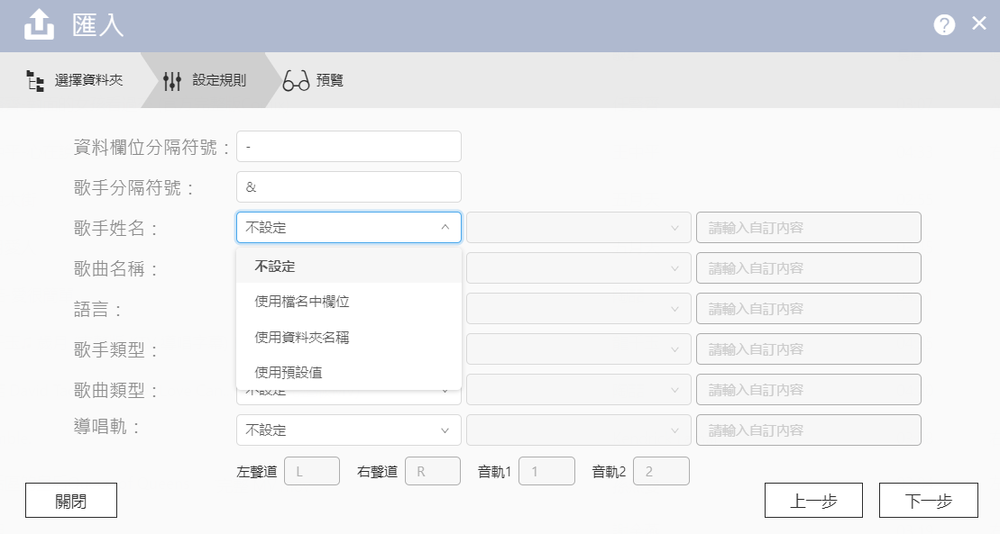 匯入
選擇資料夾 設定規則 預覽
資料欄位分隔符號： -
歌手分隔符號： &
歌手姓名： 不設定 請輸入自訂內容
不設定
歌曲名稱： 請輸入自訂內容
使用檔名中欄位
語言： 請輸入自訂內容
使用資料夾名稱
歌手類型： 請輸入自訂內容
使用預設值
歌曲類型： 不設定 請輸入自訂內容
導唱軌： 不設定 請輸入自訂內容
左聲道 L 右聲道 R 音軌1 1 音軌2 2
關閉 上一步 下一步